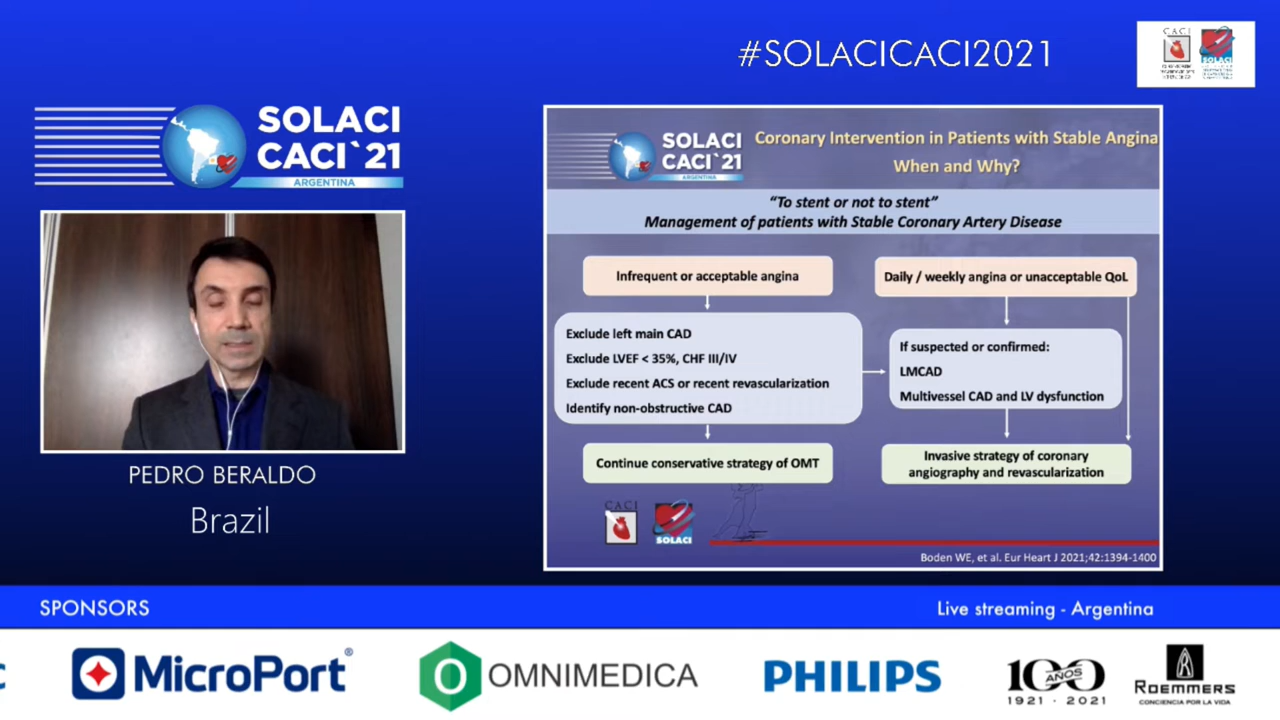 #SOLACICACI2021
CACI
SOLACI
SOLACI
CACI`21
ARGENTINA
PEDRO BERALDO
Brazil
SOLACI
CACI`21
ARGENTINA
Coronary Intervention in Patients with Stable Angina
When and Why?
“To stent or not to stent”
Management of patients with Stable Coronary Artery Disease
Infrequent or acceptable angina
Daily / weekly angina or unacceptable QoL
Exclude left main CAD
Exclude LVEF < 35%, CHF III/IV
Exclude recent ACS or recent revascularization
Identify non-obstructive CAD
If suspected or confirmed:
LMCAD
Multivessel CAD and LV dysfunction
Continue conservative strategy of OMT
Invasive strategy of coronary
angiography and revascularization
CACI
SOLACI
Boden WE, et al. Eur Heart J 2021;42:1394-1400
SPONSORS
Live streaming - Argentina
MicroPort®
OMNIMEDICA
PHILIPS
100
AÑOS
1921 · 2021
ROEMMERS
CONCIENCIA POR LA VIDA